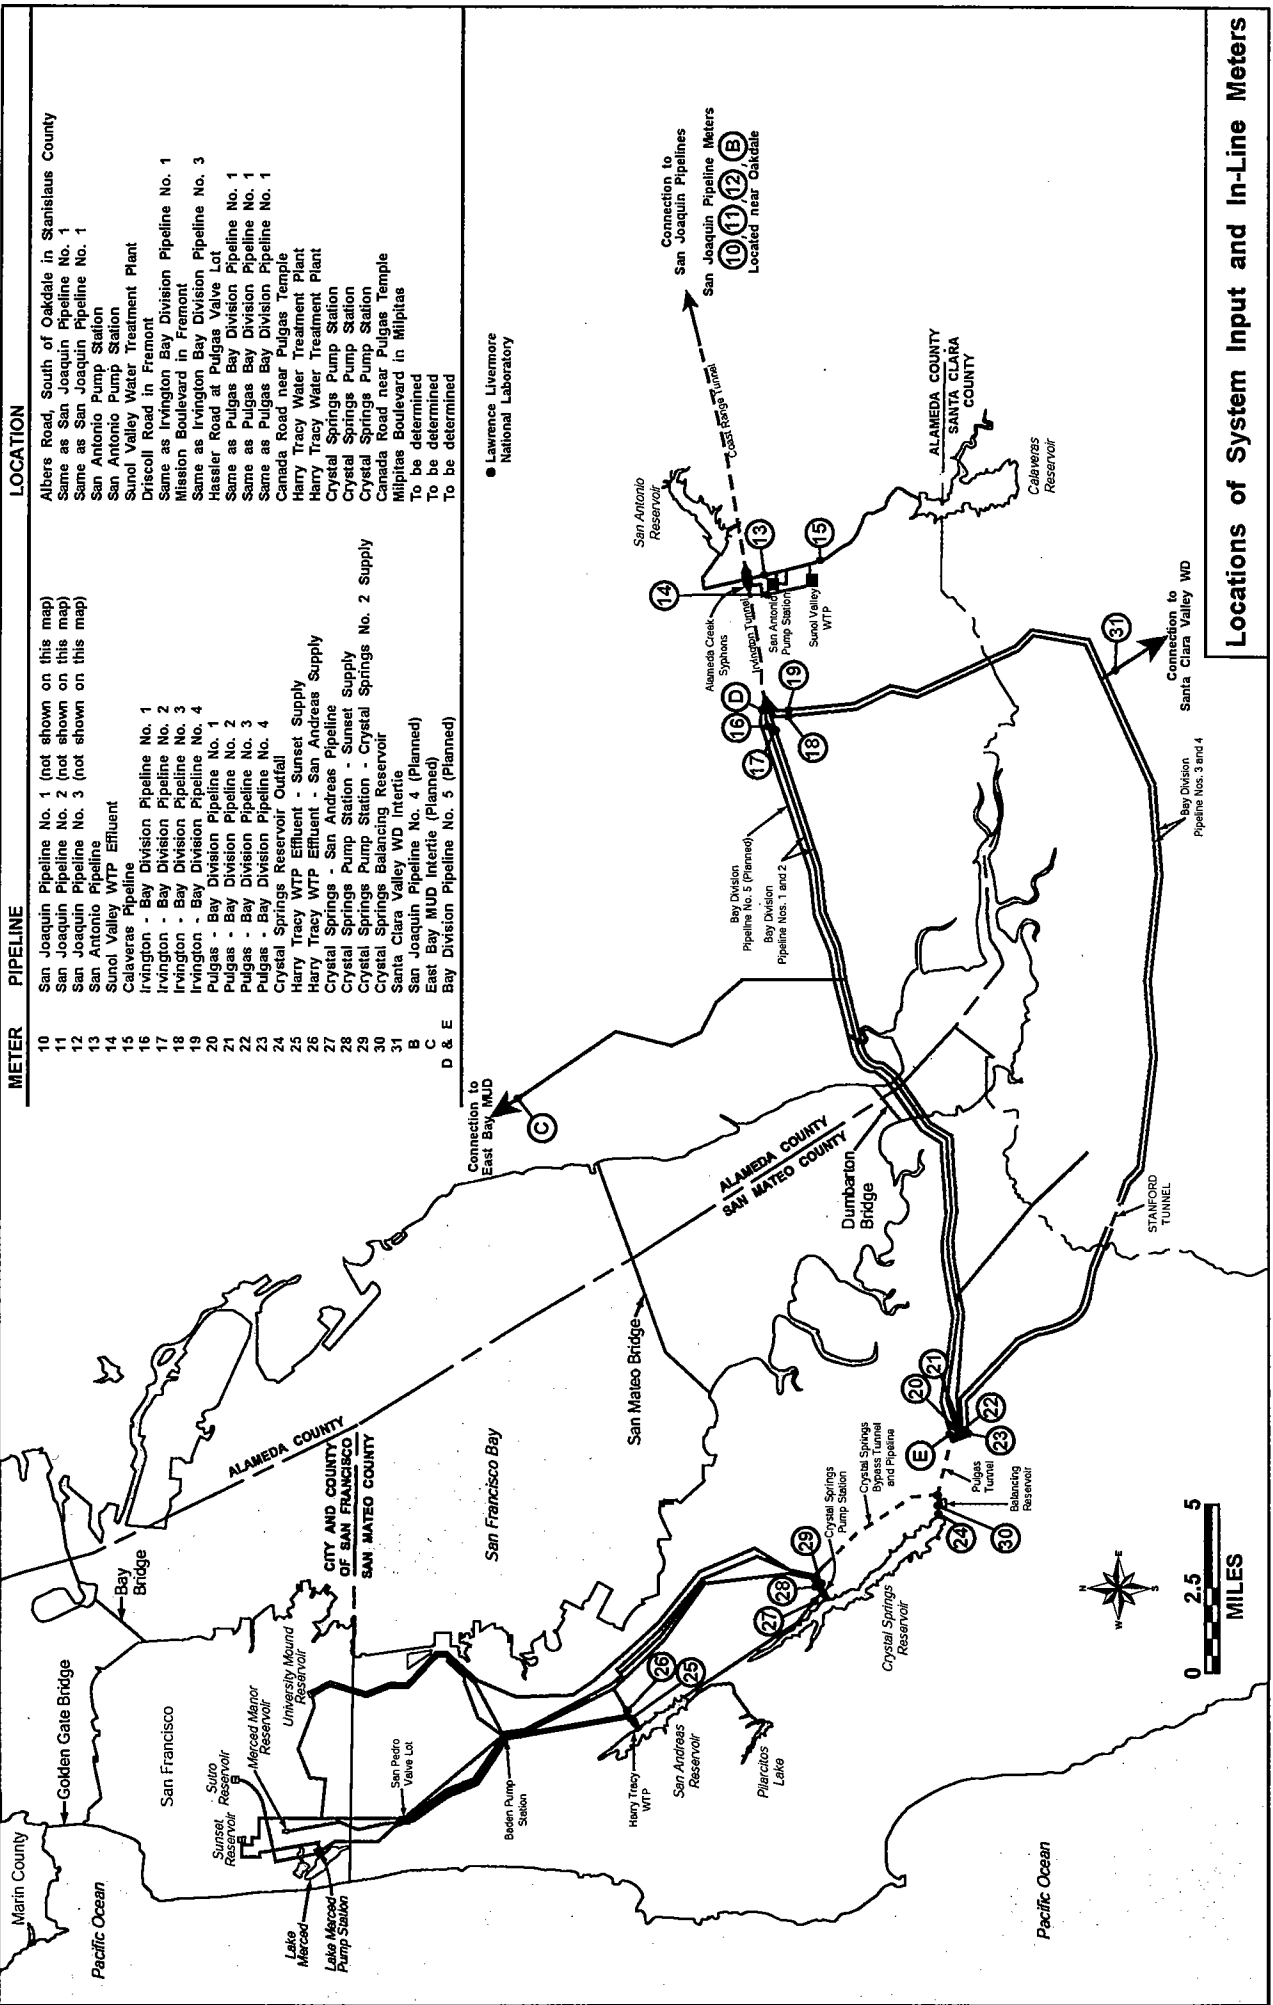 METER PIPELINE LOCATION
10 San Joaquin Pipeline No. 1 (not shown on this map) Albers Road, South of Oakdale in Stanislaus County
11 San Joaquin Pipeline No. 2 (not shown on this map) Same as San Joaquin Pipeline No. 1
12 San Joaquin Pipeline No. 3 (not shown on this map) Same as San Joaquin Pipeline No. 1
13 San Antonio Pipeline San Antonio Pump Station
14 Sunol Valley WTP Effluent San Antonio Pump Station
15 Calaveras Pipeline Sunol Valley Water Treatment Plant
16 Irvington - Bay Division Pipeline No. 1 Driscoll Road in Fremont
17 Irvington - Bay Division Pipeline No. 2 Same as Irvington Bay Division Pipeline No. 1
18 Irvington - Bay Division Pipeline No. 3 Mission Boulevard in Fremont
19 Irvington - Bay Division Pipeline No. 4 Same as Irvington Bay Division Pipeline No. 3
20 Pulgas - Bay Division Pipeline No. 1 Hassler Road at Pulgas Valve Lot
21 Pulgas - Bay Division Pipeline No. 2 Same as Pulgas Bay Division Pipeline No. 1
22 Pulgas - Bay Division Pipeline No. 3 Same as Pulgas Bay Division Pipeline No. 1
23 Pulgas - Bay Division Pipeline No. 4 Same as Pulgas Bay Division Pipeline No. 1
24 Crystal Springs Reservoir Outfall Canada Road near Pulgas Temple
25 Harry Tracy WTP Effluent - Sunset Supply Harry Tracy Water Treatment Plant
26 Harry Tracy WTP Effluent - San Andreas Supply Harry Tracy Water Treatment Plant
27 Crystal Springs - San Andreas Pipeline Crystal Springs Pump Station
28 Crystal Springs Pump Station - Sunset Supply Crystal Springs Pump Station
29 Crystal Springs Pump Station - Crystal Springs No. 2 Supply Crystal Springs Pump Station
30 Crystal Springs Balancing Reservoir Canada Road near Pulgas Temple
31 Santa Clara Valley WD Intertie Milpitas Boulevard in Milpitas
B San Joaquin Pipeline No. 4 (Planned) To be determined
C East Bay MUD Intertie (Planned) To be determined
D & E Bay Division Pipeline No. 5 (Planned) To be determined
Marin County
Pacific Ocean
Golden Gate Bridge
Bay
Bridge
San Francisco
Sunset
Reservoir
Sutro
Reservoir
Merced Manor
Reservoir
University Mound
Reservoir
Lake
Merced
Lake Merced
Pump Station
ALAMEDA COUNTY
CITY AND COUNTY
OF SAN FRANCISCO
SAN MATEO COUNTY
San Pedro
Valve Lot
Baden Pump
Station
San Francisco Bay
Connection to
East Bay MUD
C
Lawrence Livermore
National Laboratory
San Mateo Bridge
ALAMEDA COUNTY
SAN MATEO COUNTY
26
25
Harry Tracy
WTP
San Andreas
Reservoir
Pilarcitos
Lake
27
28
29
Crystal Springs
Pump Station
Crystal Springs
Bypass Tunnel
and Pipeline
Crystal Springs
Reservoir
Dumbarton
Bridge
Bay Division
Pipeline No. 5 (Planned)
Bay Division
Pipeline Nos. 1 and 2
16
D
17
18
19
Alameda Creek
Syphons
Irvington Tunnel
14
13
15
San Antonio
Pump Station
Sunol Valley
WTP
San Antonio
Reservoir
Coast Range Tunnel
Connection to
San Joaquin Pipelines
San Joaquin Pipeline Meters
10, 11, 12, B
Located near Oakdale
ALAMEDA COUNTY
SANTA CLARA
COUNTY
Calaveras
Reservoir
E
20
21
22
23
Pulgas
Tunnel
Balancing
Reservoir
24
30
STANFORD
TUNNEL
Bay Division
Pipeline Nos. 3 and 4
31
Connection to
Santa Clara Valley WD
Pacific Ocean
N
W E
S
0 2.5 5
MILES
Locations of System Input and In-Line Meters